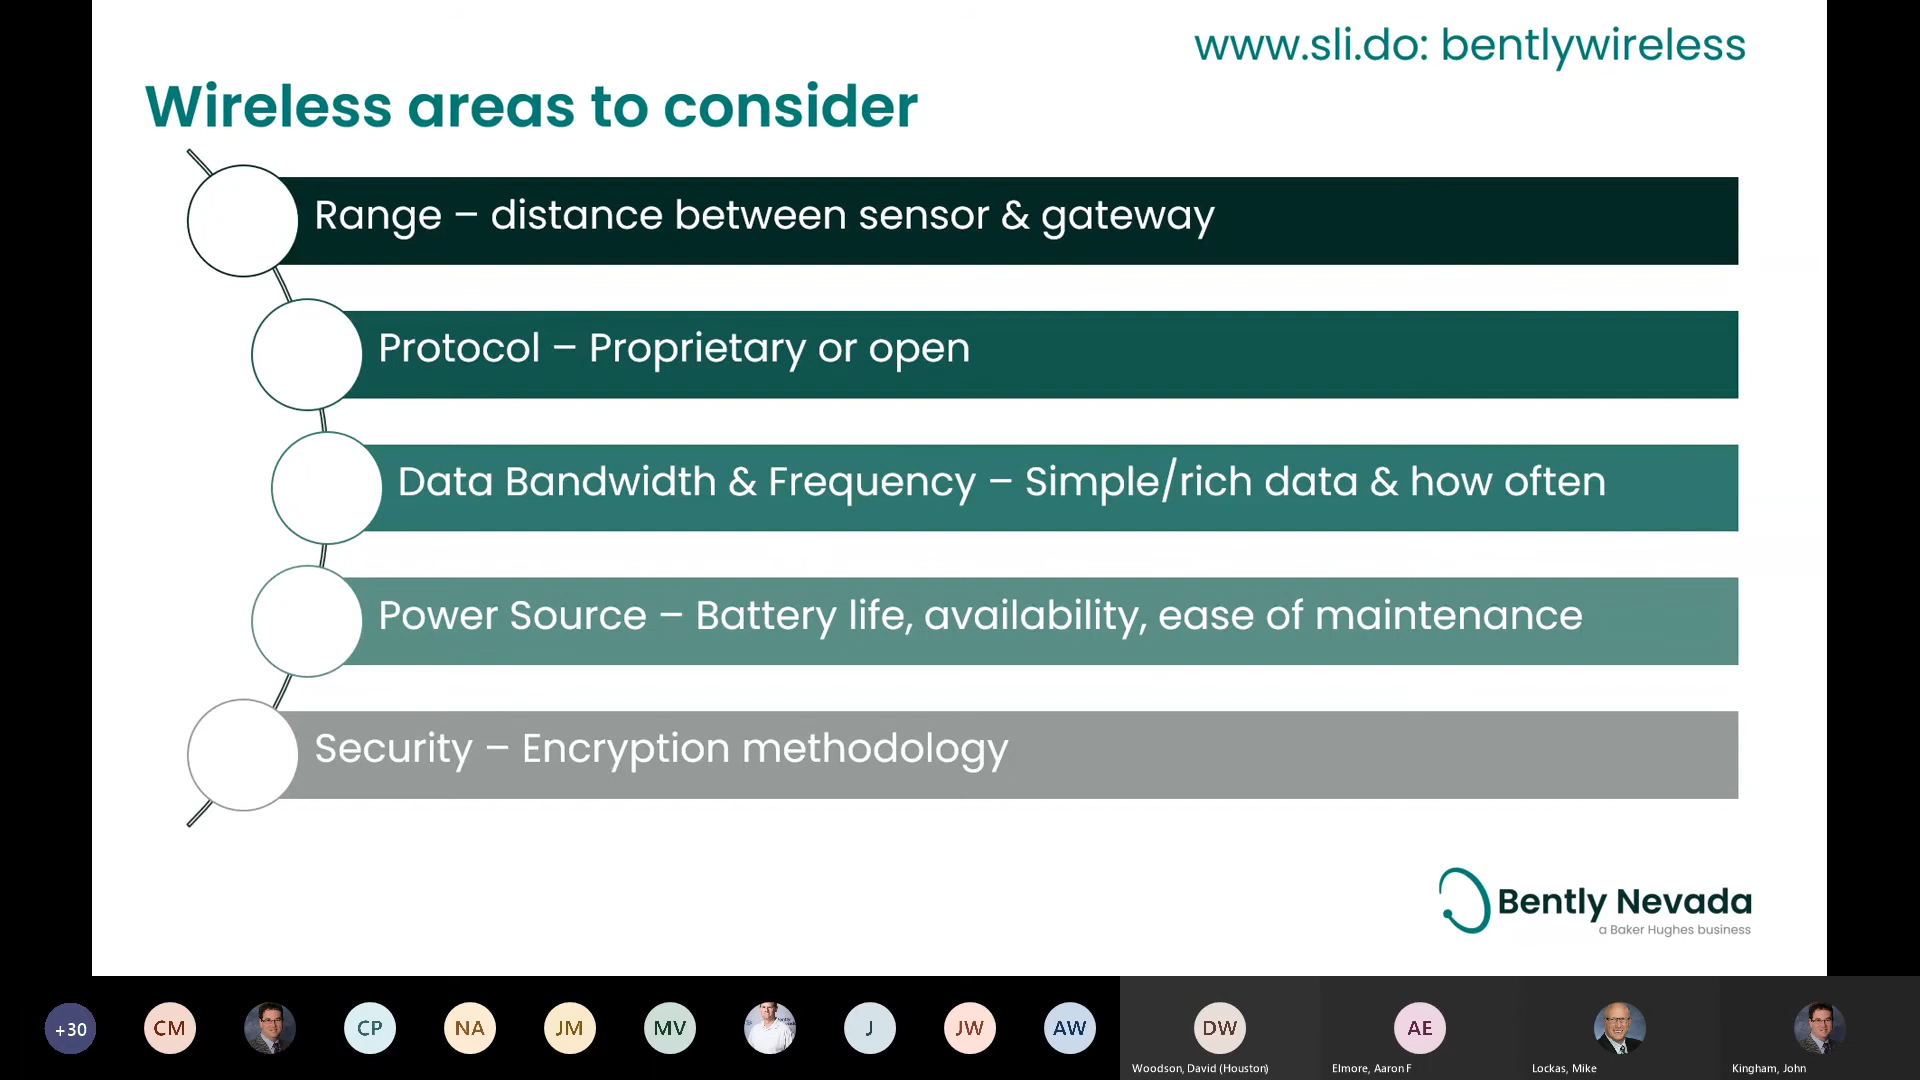 www.sli.do: bentlywireless
Wireless areas to consider
Range – distance between sensor & gateway
Protocol – Proprietary or open
Data Bandwidth & Frequency – Simple/rich data & how often
Power Source – Battery life, availability, ease of maintenance
Security – Encryption methodology
Bently Nevada
a Baker Hughes business
+30
CM
CP
NA
JM
MV
J
JW
AW
DW
AE
Woodson, David (Houston)
Elmore, Aaron F
Lockas, Mike
Kingham, John